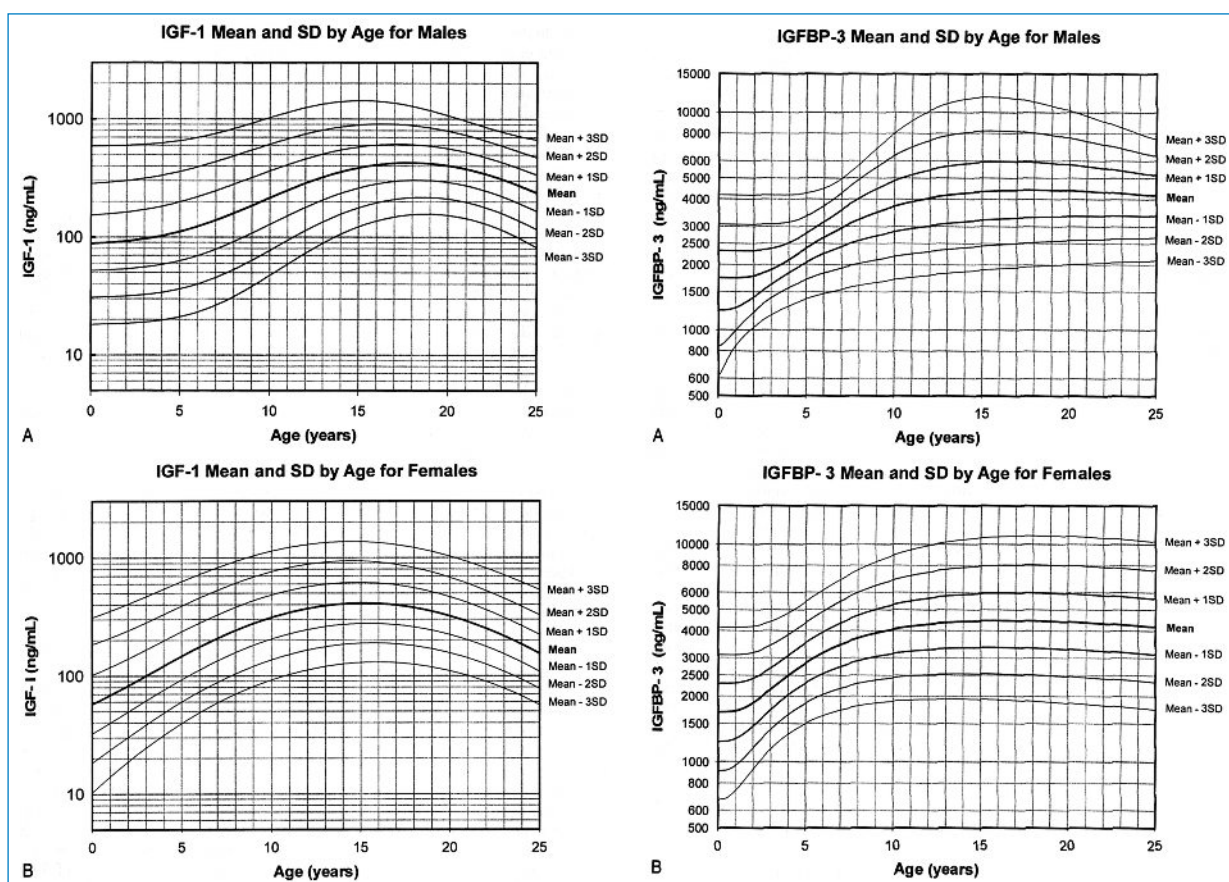 IGF-1 Mean and SD by Age for Males
1000
100
10
IGF-1 (ng/mL)
Mean + 3SD
Mean + 2SD
Mean + 1SD
Mean
Mean - 1SD
Mean - 2SD
Mean - 3SD
0 5 10 15 20 25
Age (years)
A
IGFBP-3 Mean and SD by Age for Males
15000
10000
8000
6000
5000
4000
3000
2500
2000
1500
1000
800
600
500
IGFBP- 3 (ng/mL)
Mean + 3SD
Mean + 2SD
Mean + 1SD
Mean
Mean - 1SD
Mean - 2SD
Mean - 3SD
0 5 10 15 20 25
Age (years)
A
IGF-1 Mean and SD by Age for Females
1000
100
10
IGF- I (ng/mL)
Mean + 3SD
Mean + 2SD
Mean + 1SD
Mean
Mean - 1SD
Mean - 2SD
Mean - 3SD
0 5 10 15 20 25
Age (years)
B
IGFBP- 3 Mean and SD by Age for Females
15000
10000
8000
6000
5000
4000
3000
2500
2000
1500
1000
800
600
500
IGFBP- 3 (ng/mL)
Mean + 3SD
Mean + 2SD
Mean + 1SD
Mean
Mean - 1SD
Mean - 2SD
Mean - 3SD
0 5 10 15 20 25
Age (years)
B